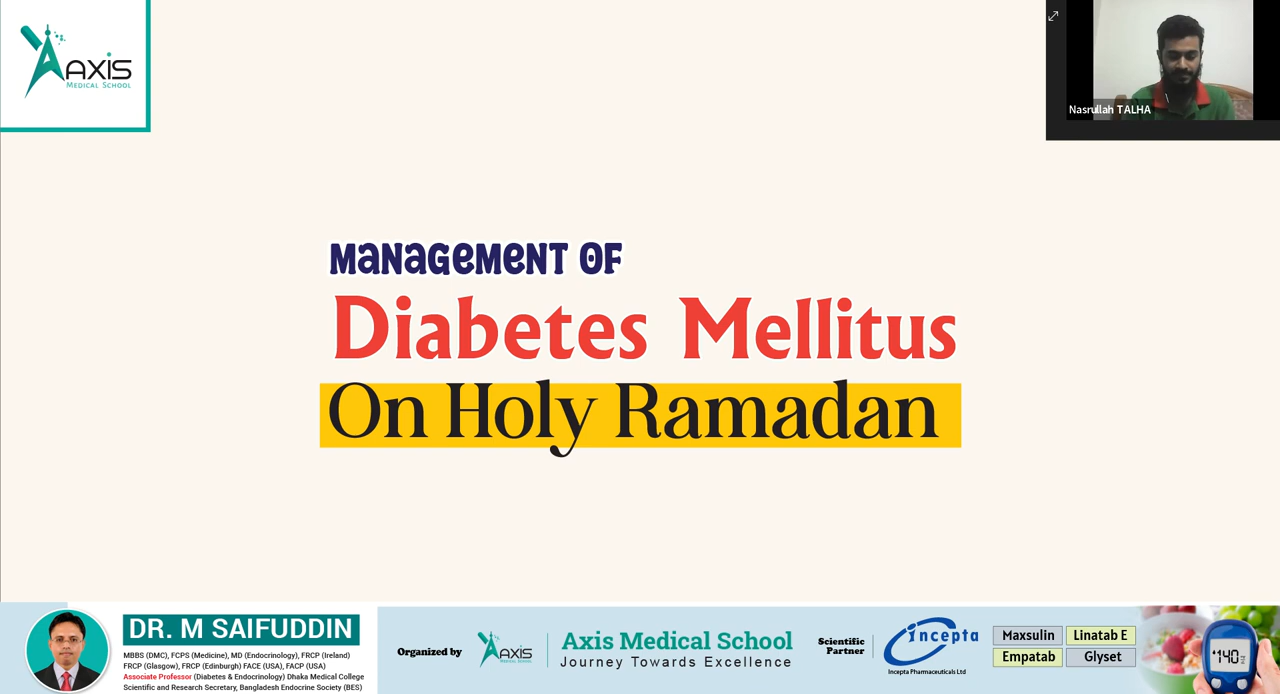 AXIS
MEDICAL SCHOOL
Nasrullah TALHA
MANAGEMENT OF
Diabetes Mellitus
On Holy Ramadan
DR. M SAIFUDDIN
MBBS (DMC), FCPS (Medicine), MD (Endocrinology), FRCP (Ireland)
FRCP (Glasgow), FRCP (Edinburgh) FACE (USA), FACP (USA)
Associate Professor (Diabetes & Endocrinology) Dhaka Medical College
Scientific and Research Secretary, Bangladesh Endocrine Society (BES)
Organized by
AXIS
MEDICAL SCHOOL
Axis Medical School
Journey Towards Excellence
Scientific
Partner
incepta
Incepta Pharmaceuticals Ltd
Maxsulin
Linatab E
Empatab
Glyset
140